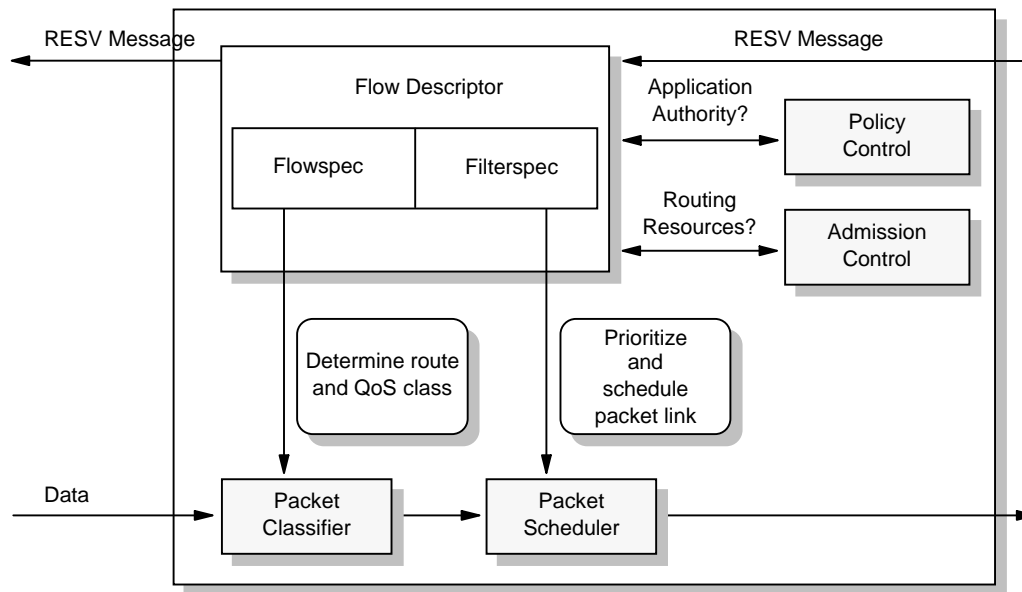 RESV Message
RESV Message
Flow Descriptor
Application
Authority?
Policy
Control
Flowspec
Filterspec
Routing
Resources?
Admission
Control
Determine route
and QoS class
Prioritize
and
schedule
packet link
Data
Packet
Classifier
Packet
Scheduler